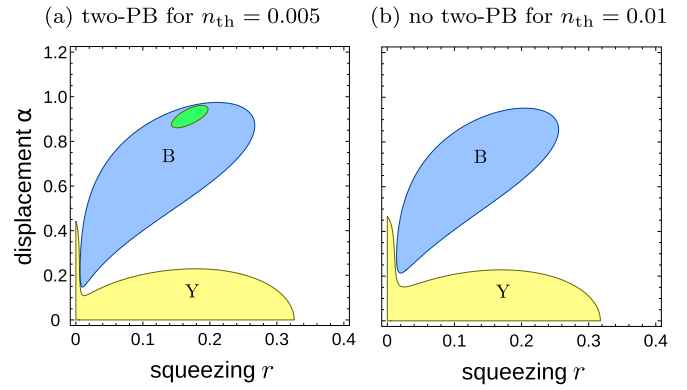 (a) two-PB for n_th = 0.005
(b) no two-PB for n_th = 0.01
displacement α
1.2
1.0
0.8
0.6
0.4
0.2
0
B
Y
0 0.1 0.2 0.3 0.4
squeezing r
B
Y
0 0.1 0.2 0.3 0.4
squeezing r